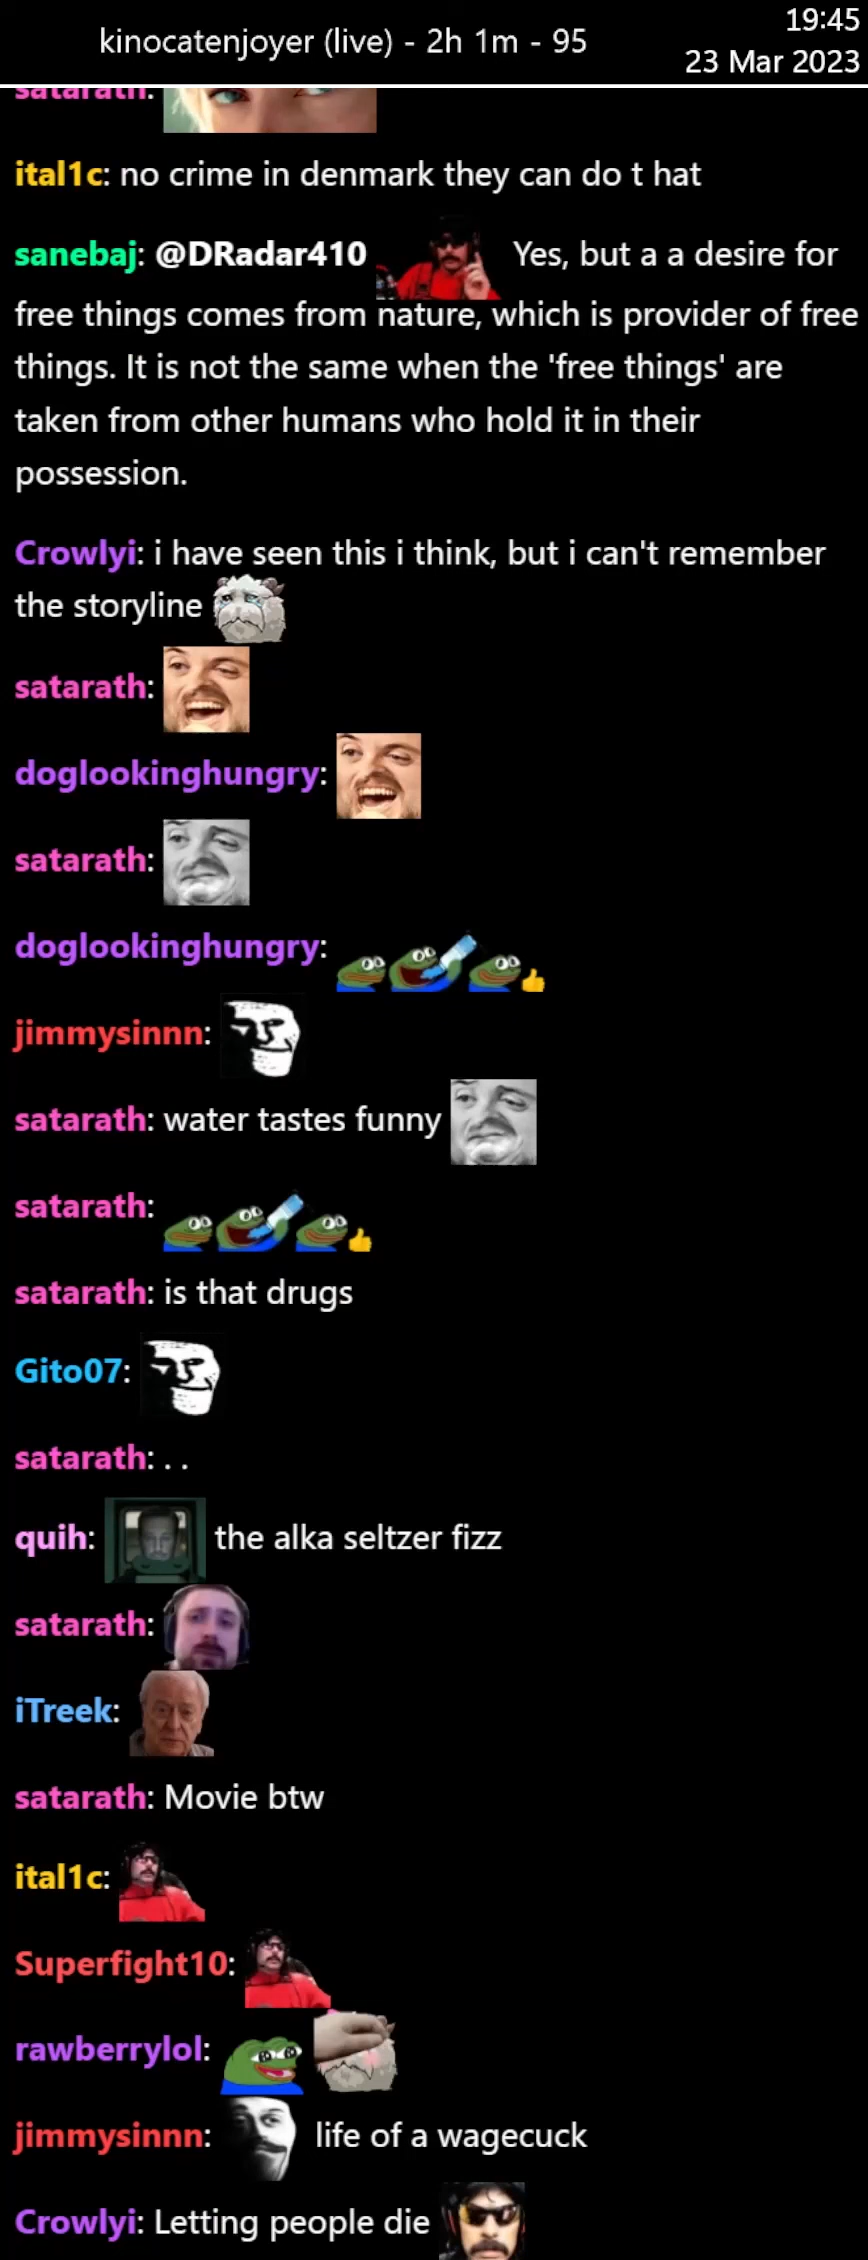 kinocatenjoyer (live) - 2h 1m - 95
19:45
23 Mar 2023
satarath:
ital1c: no crime in denmark they can do t hat
sanebaj: @DRadar410 Yes, but a a desire for
free things comes from nature, which is provider of free
things. It is not the same when the 'free things' are
taken from other humans who hold it in their
possession.
Crowlyi: i have seen this i think, but i can't remember
the storyline
satarath:
doglookinghungry:
satarath:
doglookinghungry:
jimmysinnn:
satarath: water tastes funny
satarath:
satarath: is that drugs
Gito07:
satarath: . .
quih: the alka seltzer fizz
satarath:
iTreek:
satarath: Movie btw
ital1c:
Superfight10:
rawberrylol:
jimmysinnn: life of a wagecuck
Crowlyi: Letting people die